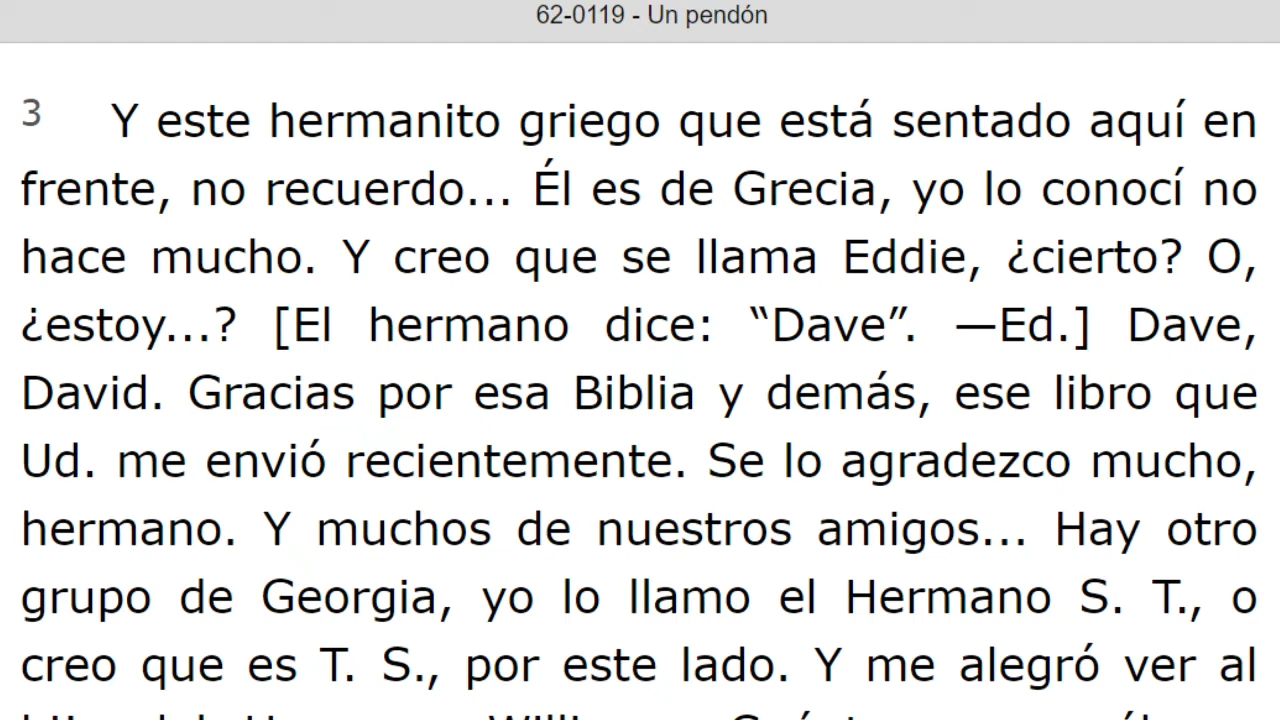 62-0119 - Un pendón
3 Y este hermanito griego que está sentado aquí en
frente, no recuerdo... Él es de Grecia, yo lo conocí no
hace mucho. Y creo que se llama Eddie, ¿cierto? O,
¿estoy...? [El hermano dice: “Dave”. —Ed.] Dave,
David. Gracias por esa Biblia y demás, ese libro que
Ud. me envió recientemente. Se lo agradezco mucho,
hermano. Y muchos de nuestros amigos... Hay otro
grupo de Georgia, yo lo llamo el Hermano S. T., o
creo que es T. S., por este lado. Y me alegró ver al